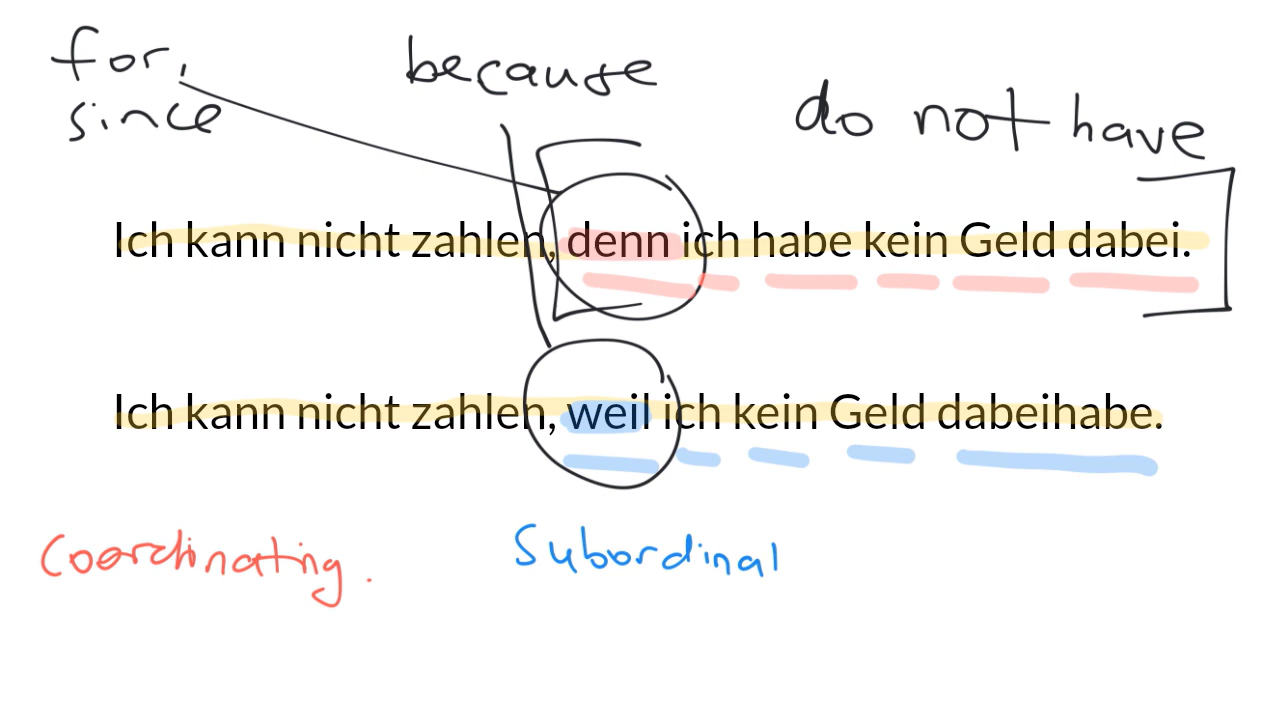 for,
since
because
do not have
Ich kann nicht zahlen, denn ich habe kein Geld dabei.
Ich kann nicht zahlen, weil ich kein Geld dabeihabe.
Coordinating.
Subordinal